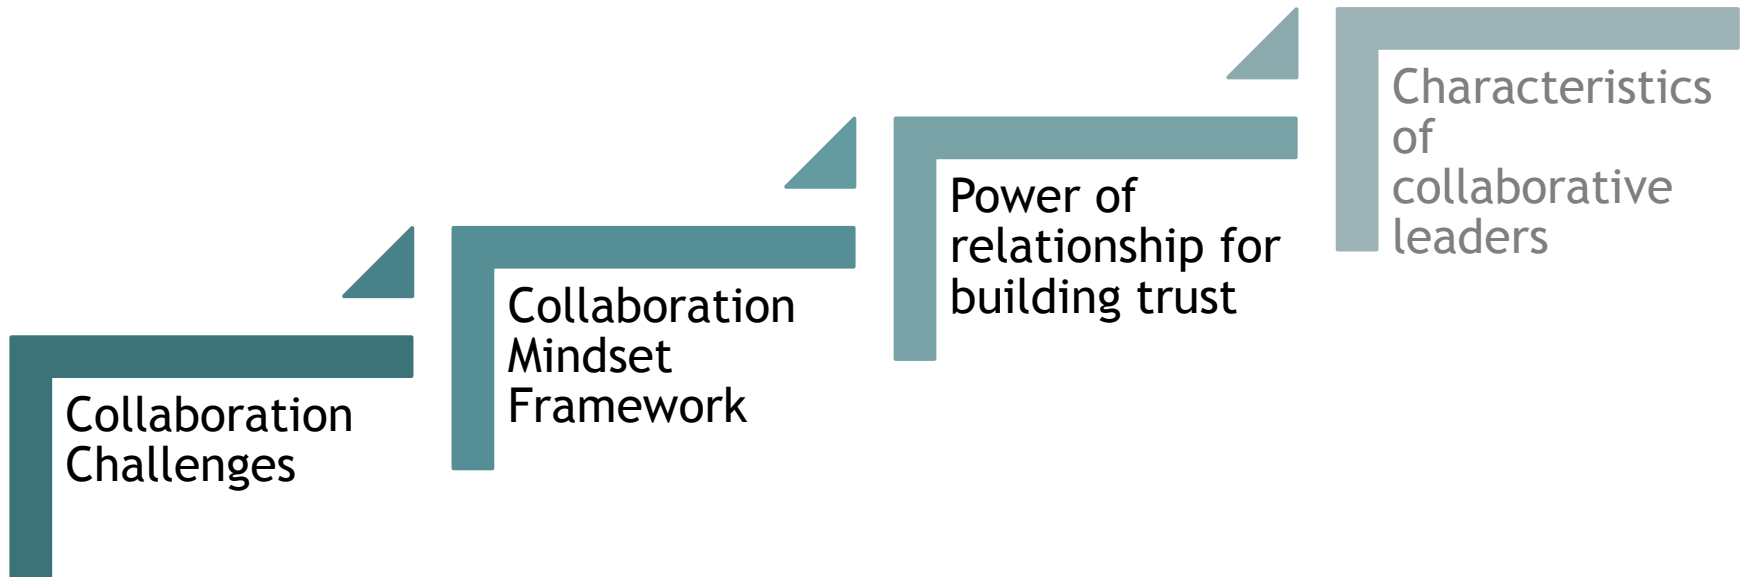 Collaboration
Challenges
Collaboration
Mindset
Framework
Power of
relationship for
building trust
Characteristics
of
collaborative
leaders